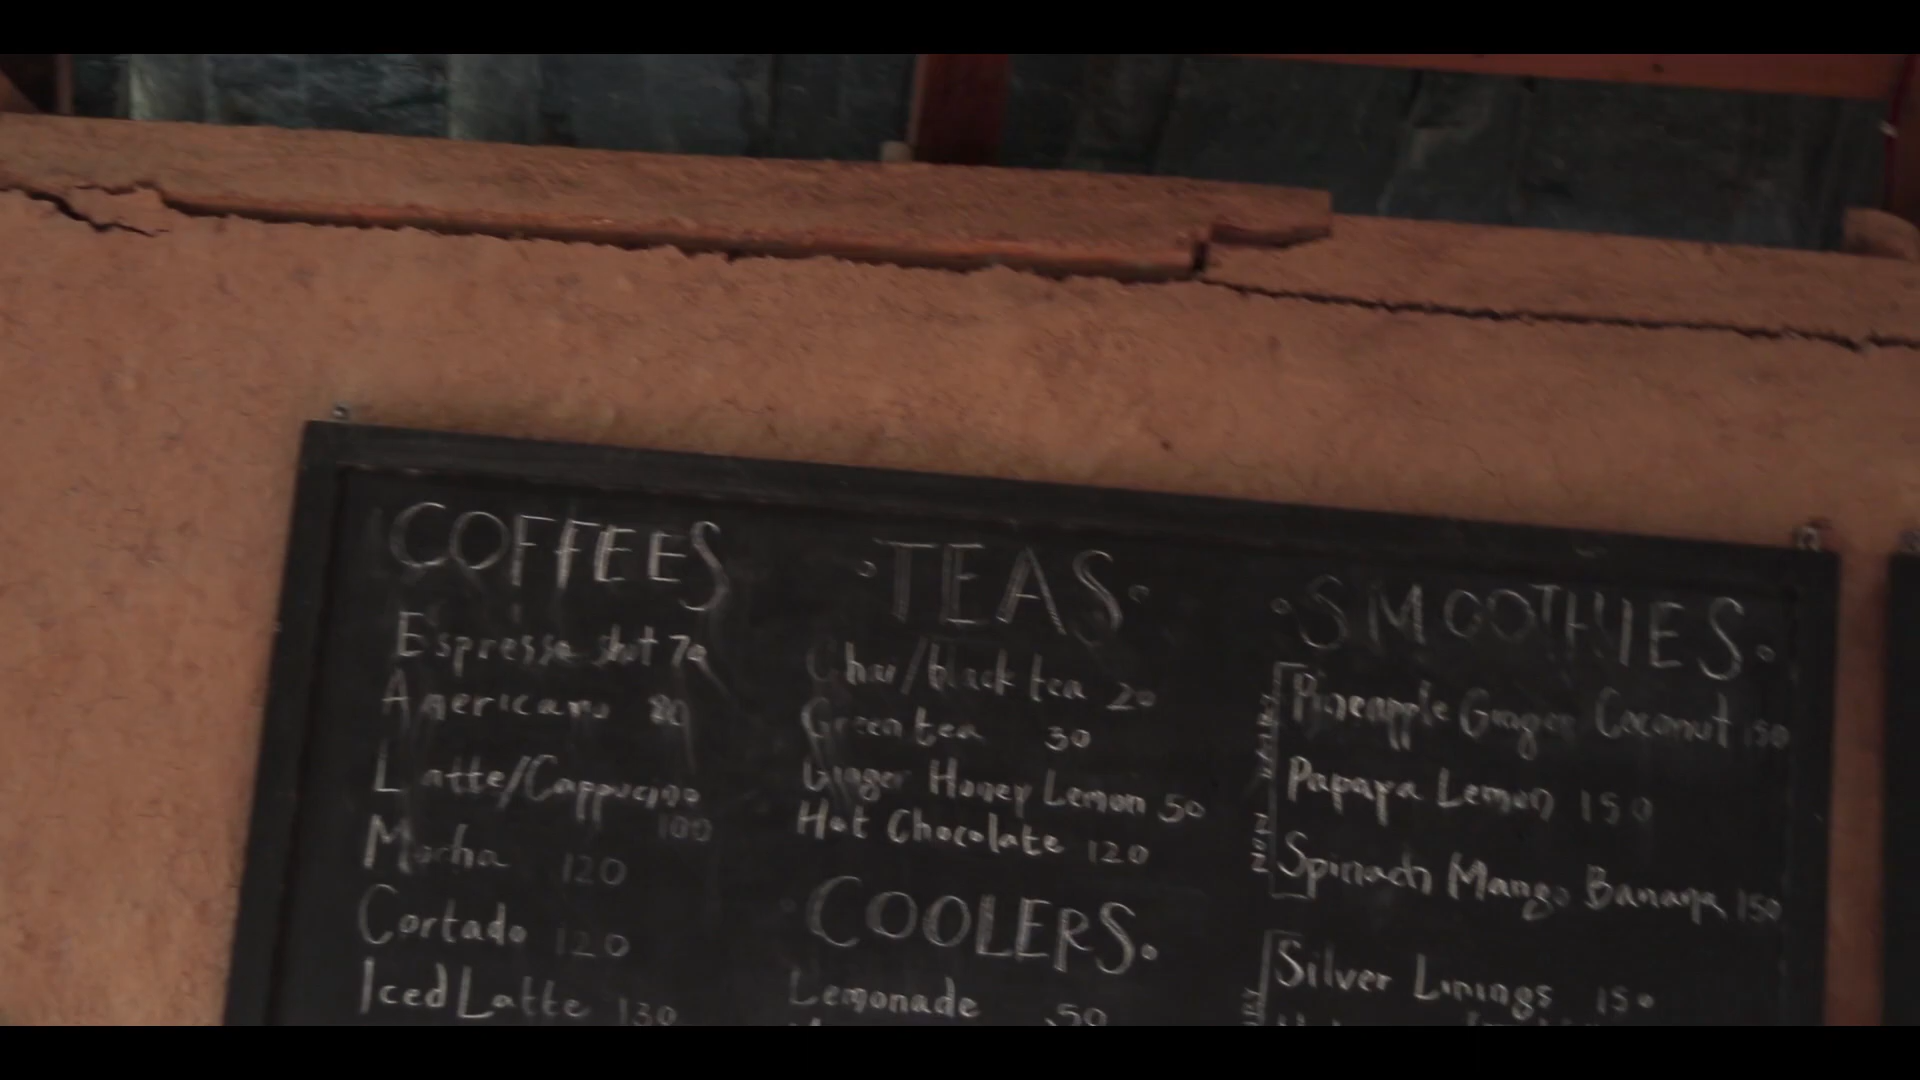 COFFEES
Espresso shot 70
Americano 80
Latte/Cappucino
100
Mocha 120
Cortado 120
Iced Latte 130
TEAS
Chai/black tea 20
Green tea 30
Ginger Honey Lemon 50
Hot Chocolate 120
COOLERS
Lemonade 50
SMOOTHIES
NON
Pineapple Ginger Coconut 150
Papaya Lemon 150
Spinach Mango Banana 150
Silver Linings 150